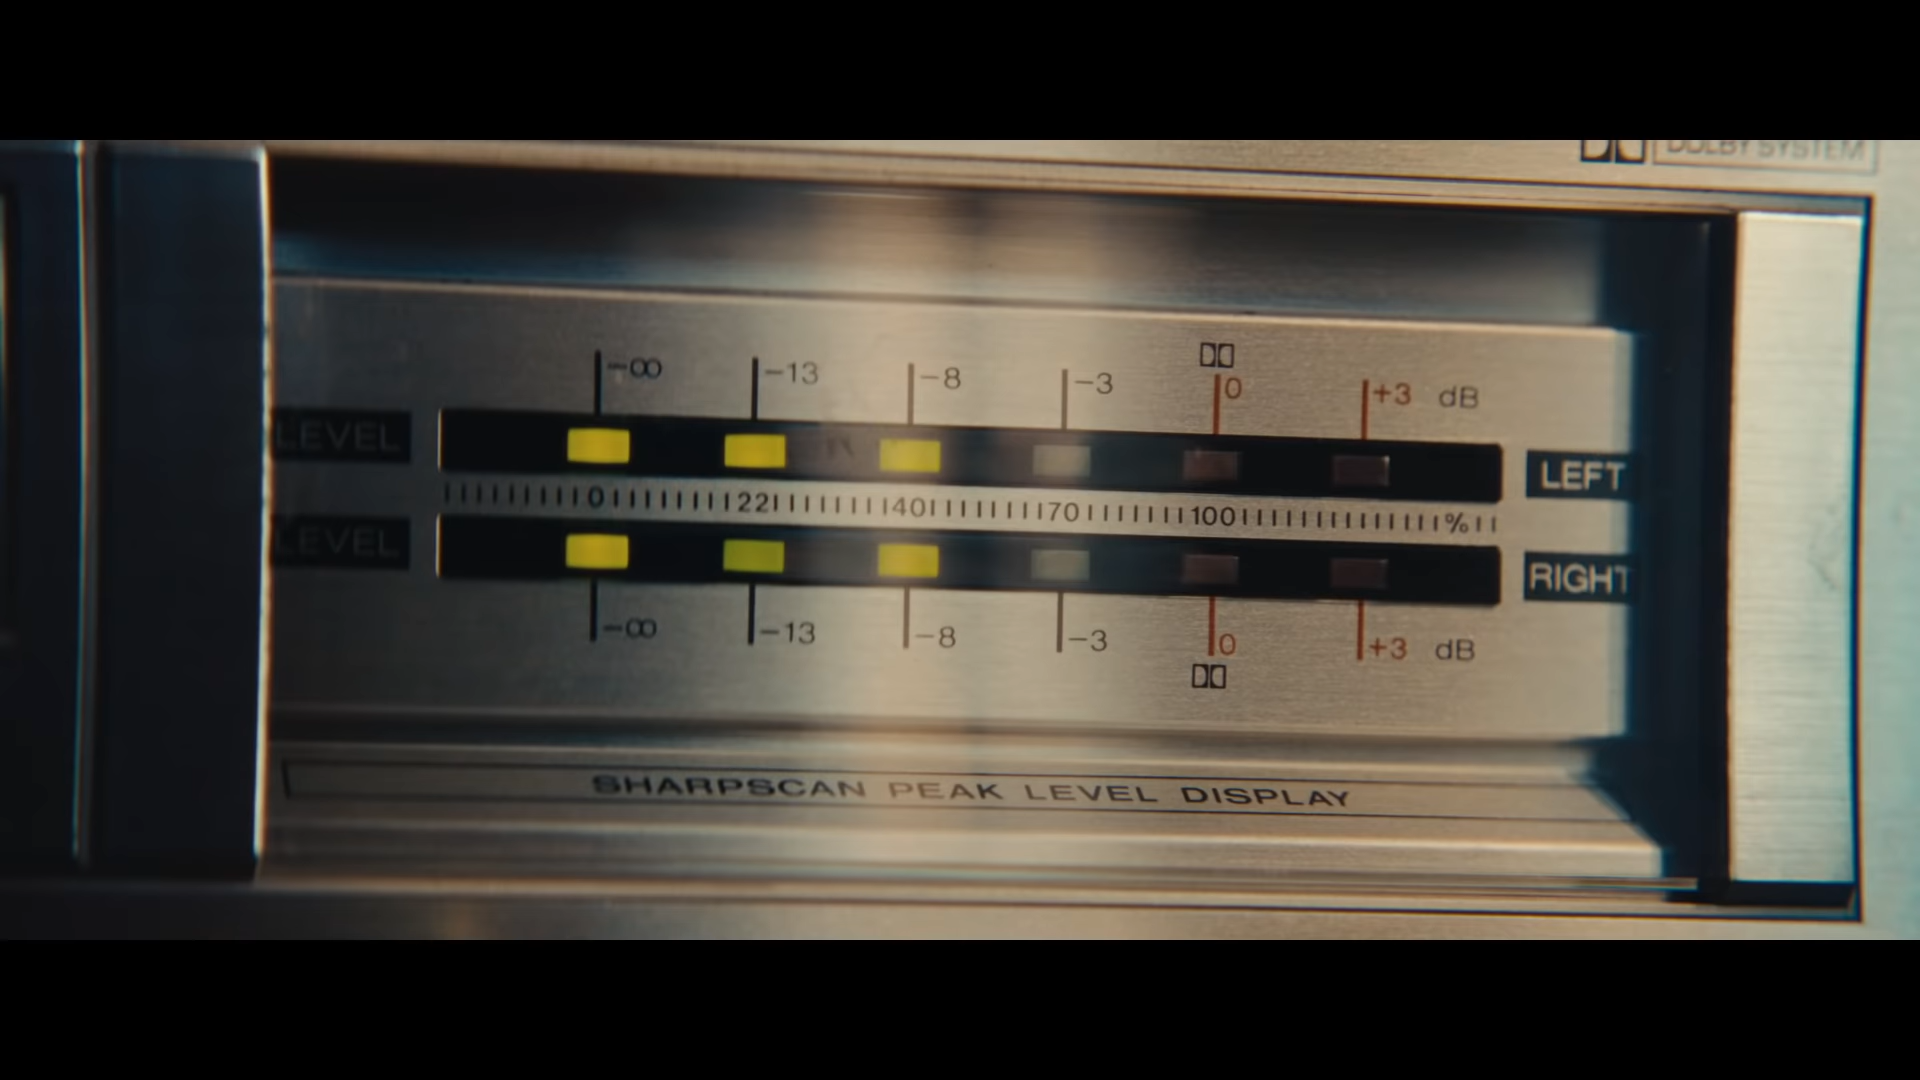 DOLBY SYSTEM
-∞ -13 -8 -3 0 +3 dB
LEVEL LEFT
0 22 40 70 100 %
LEVEL RIGHT
-∞ -13 -8 -3 0 +3 dB
SHARPSCAN PEAK LEVEL DISPLAY